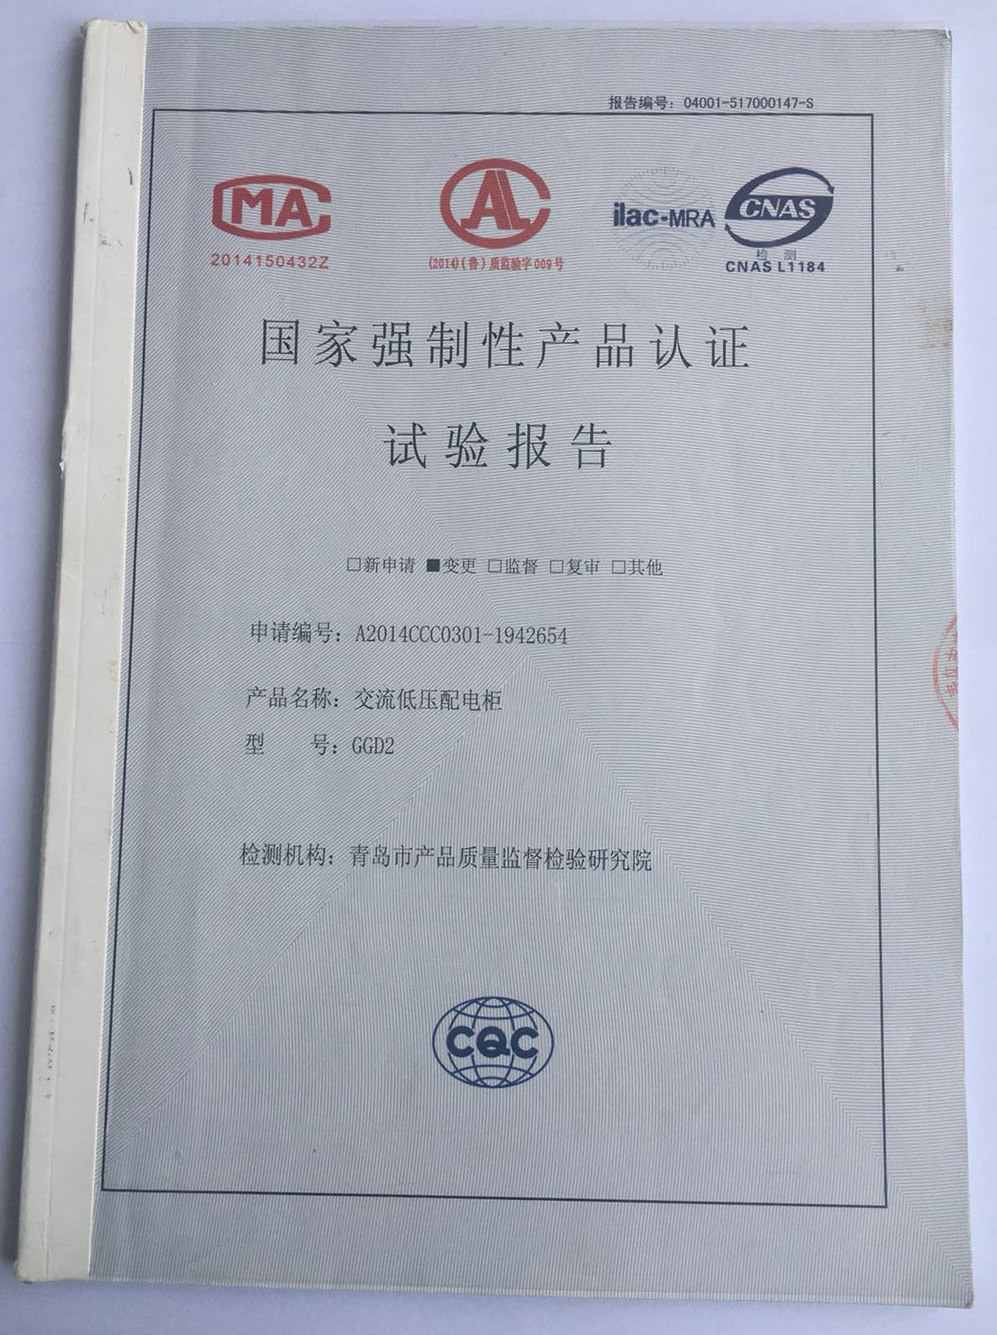 报告编号：04001-517000147-S
MA
2014150432Z
AL
(2014)(鲁)质监验字009号
ilac-MRA
CNAS
检 测
CNAS L1184
国家强制性产品认证
试验报告
□新申请 ■变更 □监督 □复审 □其他
申请编号：A2014CCC0301-1942654
产品名称：交流低压配电柜
型 号：GGD2
检测机构：青岛市产品质量监督检验研究院
CQC